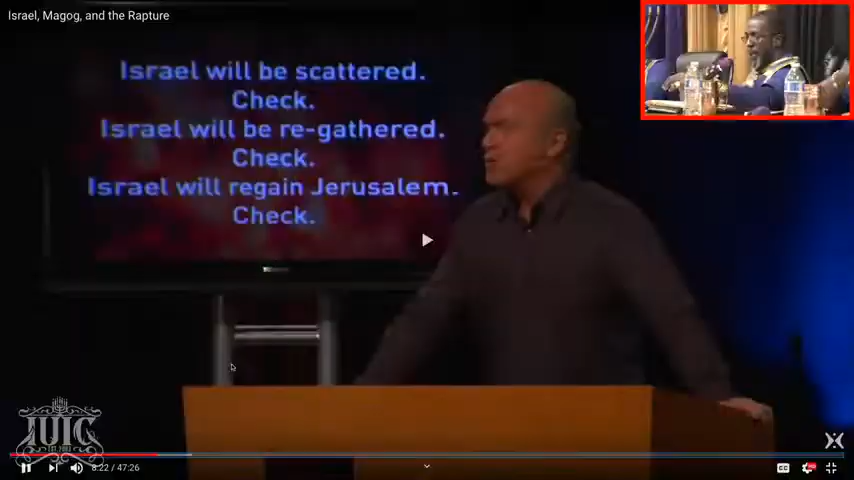 Israel, Magog, and the Rapture
Israel will be scattered.
Check.
Israel will be re-gathered.
Check.
Israel will regain Jerusalem.
Check.
IUIC
8:22 / 47:26
CC